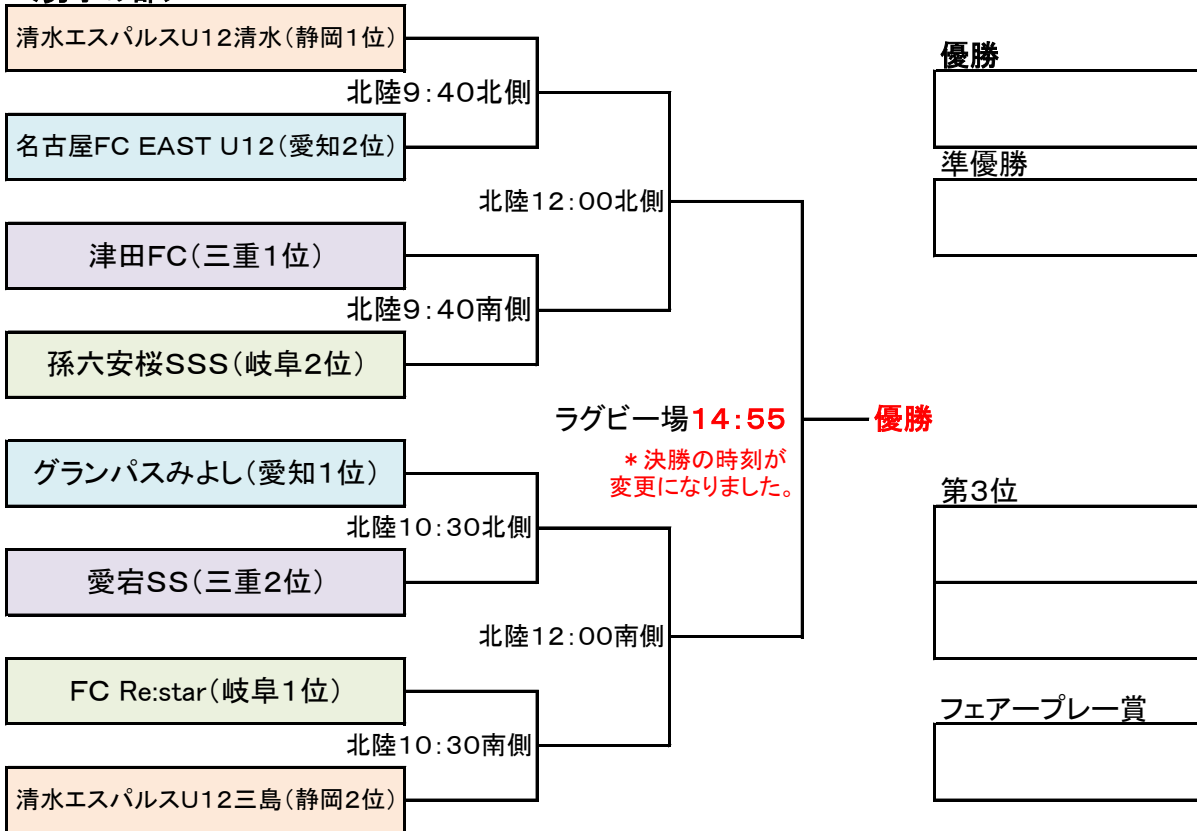 清水エスパルスU12清水(静岡1位)
北陸9:40北側
名古屋FC EAST U12(愛知2位)
北陸12:00北側
津田FC(三重1位)
北陸9:40南側
孫六安桜SSS(岐阜2位)
ラグビー場14:55
優勝
*決勝の時刻が
変更になりました。
グランパスみよし(愛知1位)
北陸10:30北側
愛宕SS(三重2位)
北陸12:00南側
FC Re:star(岐阜1位)
北陸10:30南側
清水エスパルスU12三島(静岡2位)
優勝
準優勝
第3位
フェアープレー賞